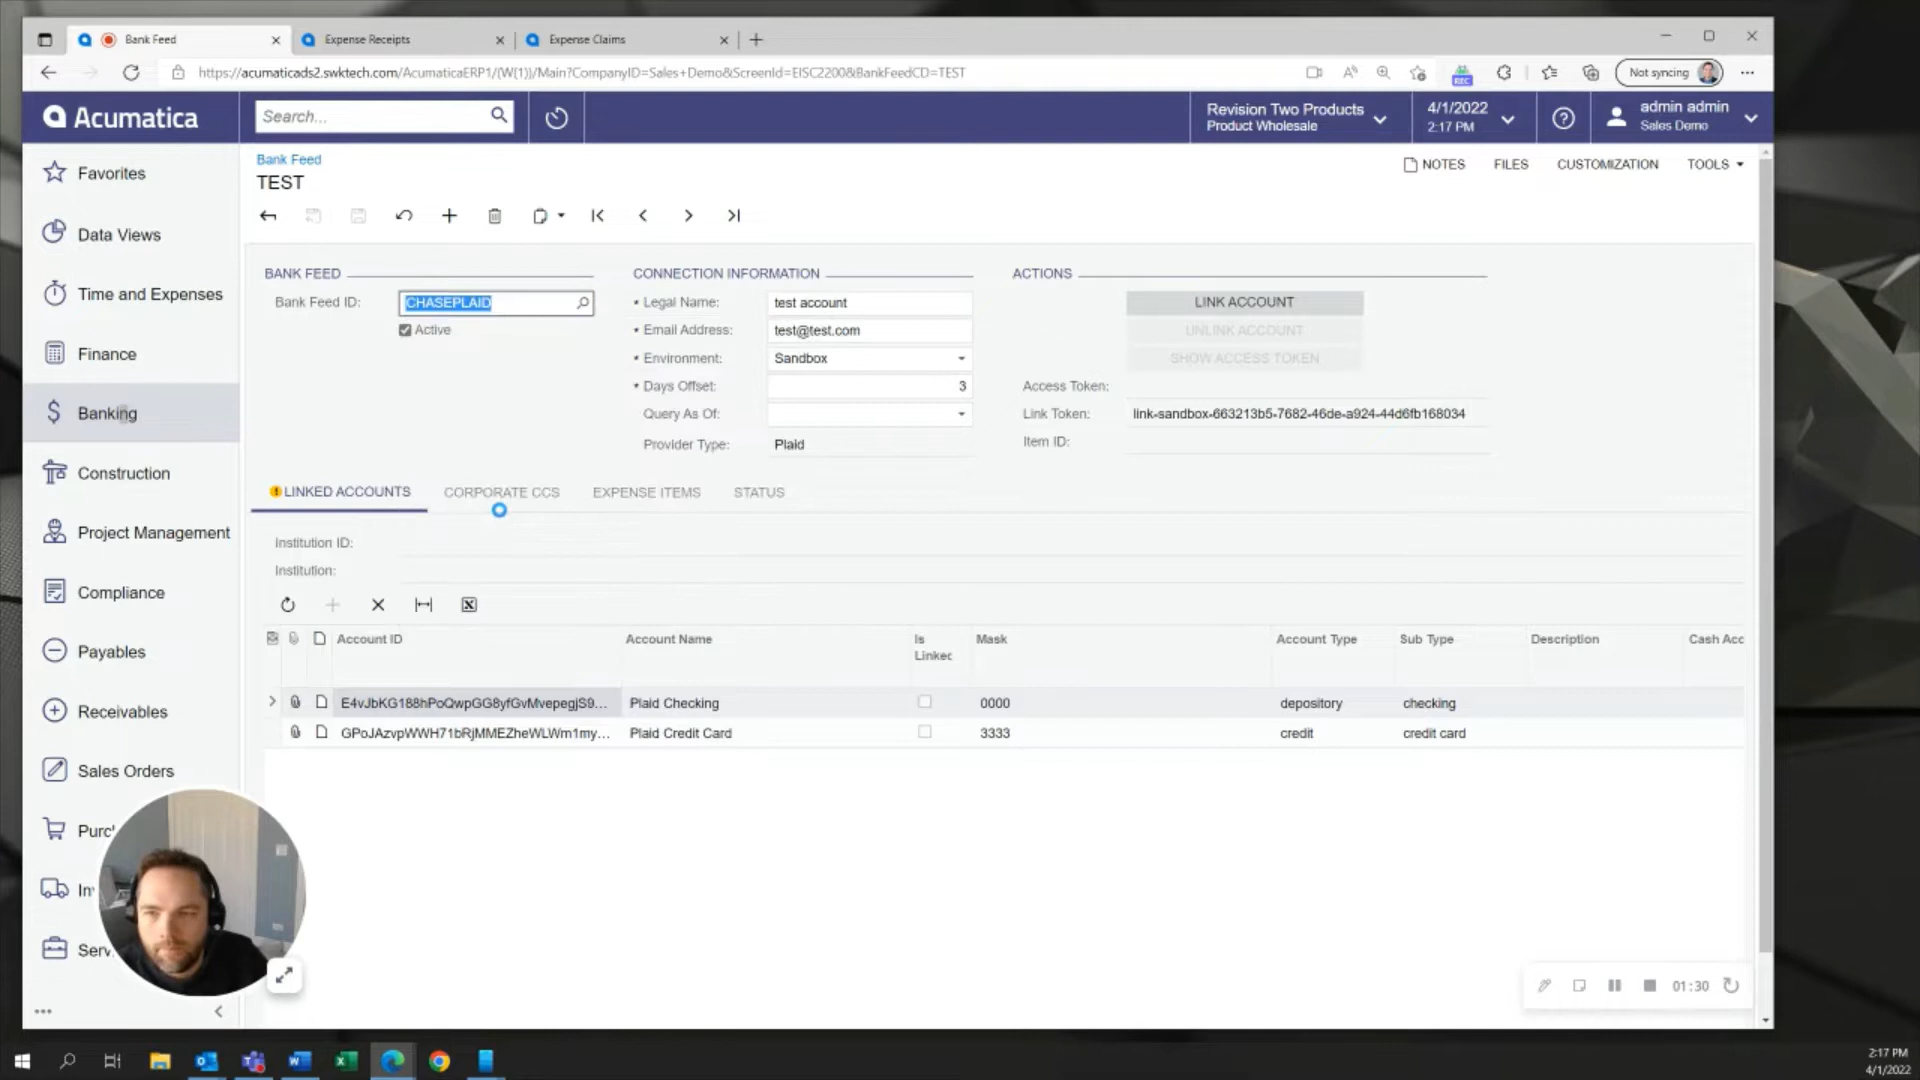 Bank Feed
Expense Receipts
Expense Claims
https://acumaticads2.swktech.com/AcumaticaERP1/(W(1))/Main?CompanyID=Sales+Demo&ScreenId=EISC2200&BankFeedCD=TEST
REC
Not syncing
Acumatica
Search...
Revision Two Products
Product Wholesale
4/1/2022
2:17 PM
admin admin
Sales Demo
Favorites
Data Views
Time and Expenses
Finance
Banking
Construction
Project Management
Compliance
Payables
Receivables
Sales Orders
Purc
In
Serv
Bank Feed
TEST
NOTES
FILES
CUSTOMIZATION
TOOLS
BANK FEED
Bank Feed ID:
CHASEPLAID
Active
CONNECTION INFORMATION
Legal Name:
test account
Email Address:
test@test.com
Environment:
Sandbox
Days Offset:
3
Query As Of:
Provider Type:
Plaid
ACTIONS
LINK ACCOUNT
UNLINK ACCOUNT
SHOW ACCESS TOKEN
Access Token:
Link Token:
link-sandbox-663213b5-7682-46de-a924-44d6fb168034
Item ID:
LINKED ACCOUNTS
CORPORATE CCS
EXPENSE ITEMS
STATUS
Institution ID:
Institution:
Account ID
Account Name
Is
Linked
Mask
Account Type
Sub Type
Description
Cash Acc
E4vJbKG188hPoQwpGG8yfGvMvepegjS9...
Plaid Checking
0000
depository
checking
GPoJAzvpWWH71bRjMMEZheWLWm1my...
Plaid Credit Card
3333
credit
credit card
01:30
2:17 PM
4/1/2022